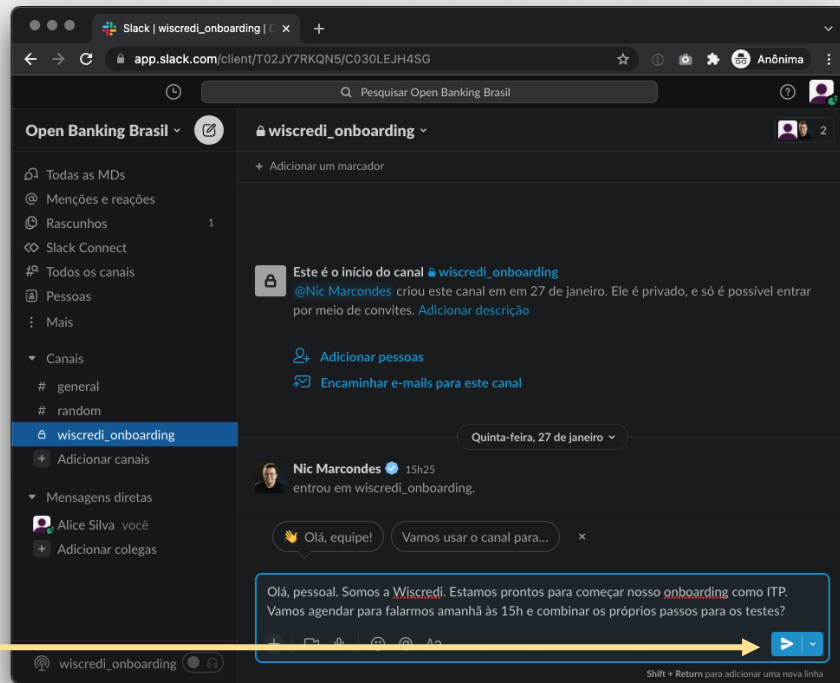 Slack | wiscredi_onboarding |
app.slack.com/client/T02JY7RKQN5/C030LEJH4SG
Anônima
Pesquisar Open Banking Brasil
Open Banking Brasil
wiscredi_onboarding
2
+ Adicionar um marcador
Todas as MDs
Menções e reações
Rascunhos 1
Slack Connect
Todos os canais
Pessoas
Mais
Canais
# general
# random
wiscredi_onboarding
+ Adicionar canais
Mensagens diretas
Alice Silva você
+ Adicionar colegas
wiscredi_onboarding
Este é o início do canal wiscredi_onboarding
@Nic Marcondes criou este canal em em 27 de janeiro. Ele é privado, e só é possível entrar
por meio de convites. Adicionar descrição
Adicionar pessoas
Encaminhar e-mails para este canal
Quinta-feira, 27 de janeiro
Nic Marcondes 15h25
entrou em wiscredi_onboarding.
Olá, equipe!
Vamos usar o canal para...
Olá, pessoal. Somos a Wiscredi. Estamos prontos para começar nosso onboarding como ITP.
Vamos agendar para falarmos amanhã às 15h e combinar os próprios passos para os testes?
Shift + Return para adicionar uma nova linha